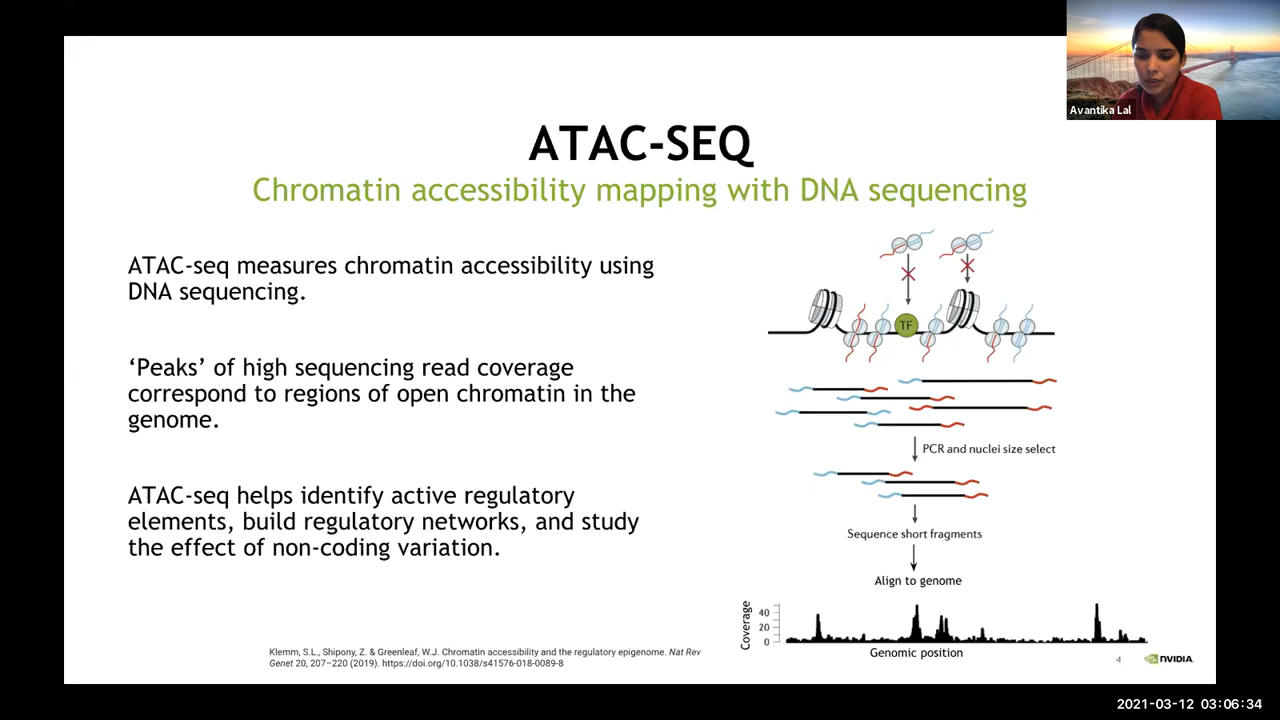 Avantika Lal
ATAC-SEQ
Chromatin accessibility mapping with DNA sequencing
ATAC-seq measures chromatin accessibility using
DNA sequencing.
‘Peaks’ of high sequencing read coverage
correspond to regions of open chromatin in the
genome.
ATAC-seq helps identify active regulatory
elements, build regulatory networks, and study
the effect of non-coding variation.
TF
PCR and nuclei size select
Sequence short fragments
Align to genome
Coverage
40
20
0
Genomic position
Klemm, S.L., Shipony, Z. & Greenleaf, W.J. Chromatin accessibility and the regulatory epigenome. Nat Rev
Genet 20, 207–220 (2019). https://doi.org/10.1038/s41576-018-0089-8
4
NVIDIA.
2021-03-12 03:06:34